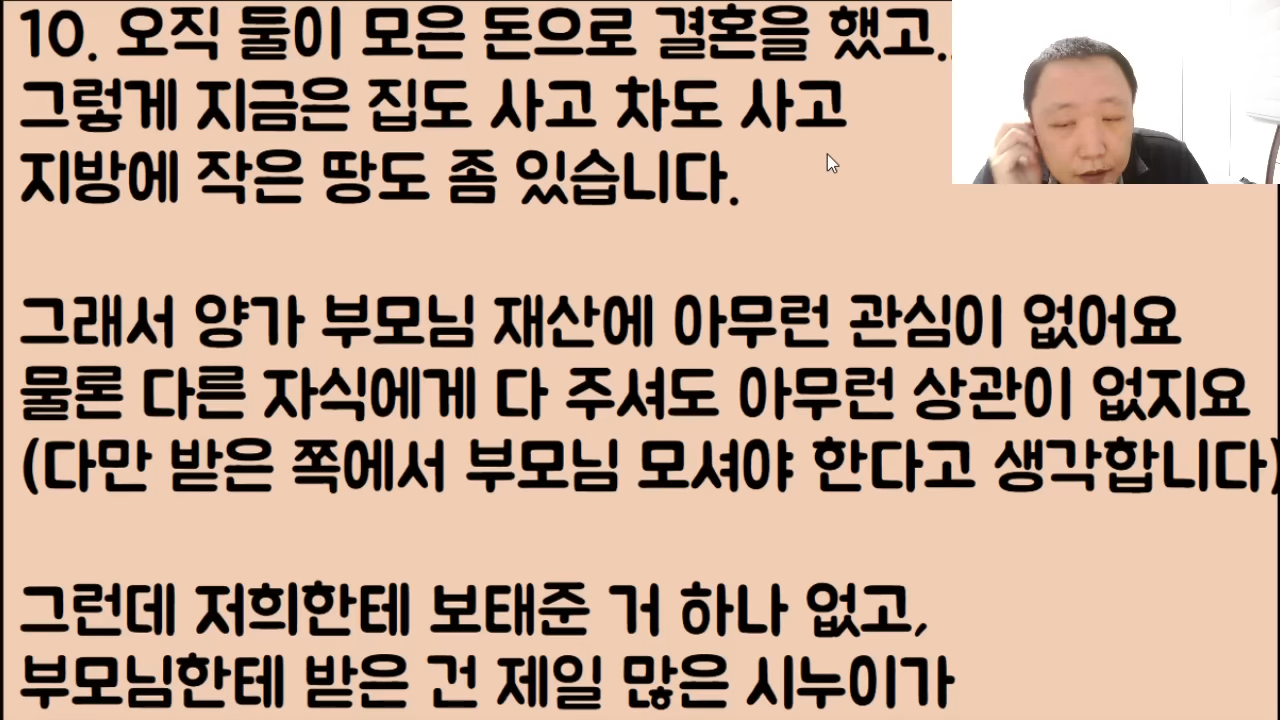 10. 오직 둘이 모은 돈으로 결혼을 했고..
그렇게 지금은 집도 사고 차도 사고
지방에 작은 땅도 좀 있습니다.
그래서 양가 부모님 재산에 아무런 관심이 없어요
물론 다른 자식에게 다 주셔도 아무런 상관이 없지요
(다만 받은 쪽에서 부모님 모셔야 한다고 생각합니다)
그런데 저희한테 보태준 거 하나 없고,
부모님한테 받은 건 제일 많은 시누이가